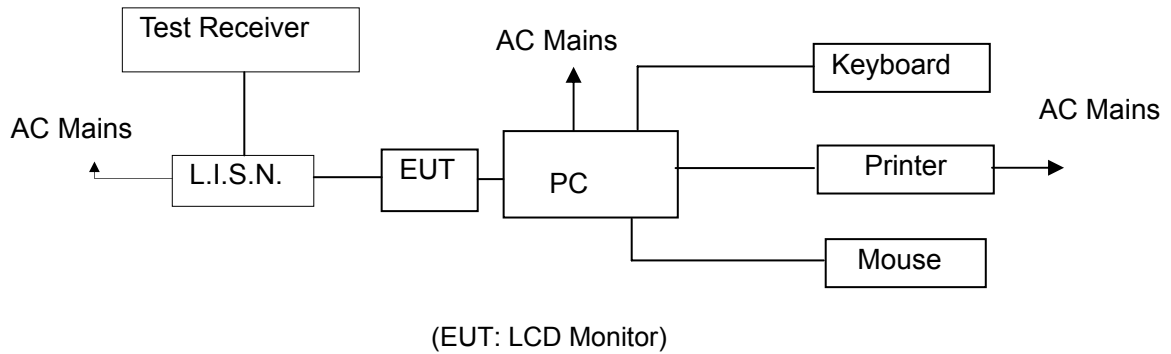 Test Receiver
AC Mains
Keyboard
AC Mains
AC Mains
L.I.S.N.
EUT
PC
Printer
Mouse
(EUT: LCD Monitor)